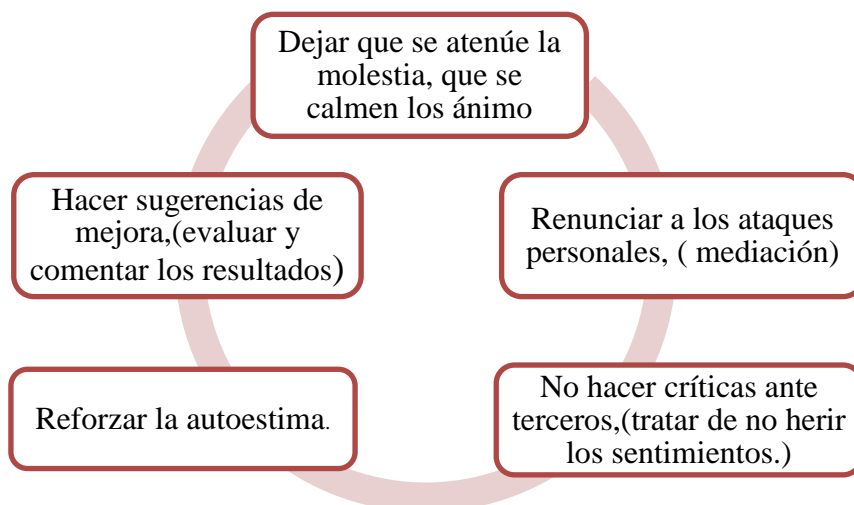 Dejar que se atenúe la
molestia, que se
calmen los ánimo
Renunciar a los ataques
personales, ( mediación)
No hacer críticas ante
terceros,(tratar de no herir
los sentimientos.)
Reforzar la autoestima.
Hacer sugerencias de
mejora,(evaluar y
comentar los resultados)